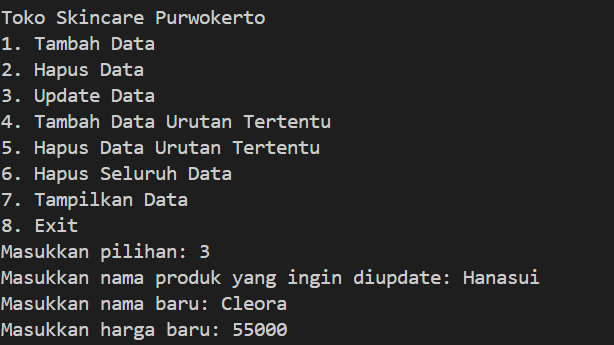 Toko Skincare Purwokerto
1. Tambah Data
2. Hapus Data
3. Update Data
4. Tambah Data Urutan Tertentu
5. Hapus Data Urutan Tertentu
6. Hapus Seluruh Data
7. Tampilkan Data
8. Exit
Masukkan pilihan: 3
Masukkan nama produk yang ingin diupdate: Hanasui
Masukkan nama baru: Cleora
Masukkan harga baru: 55000